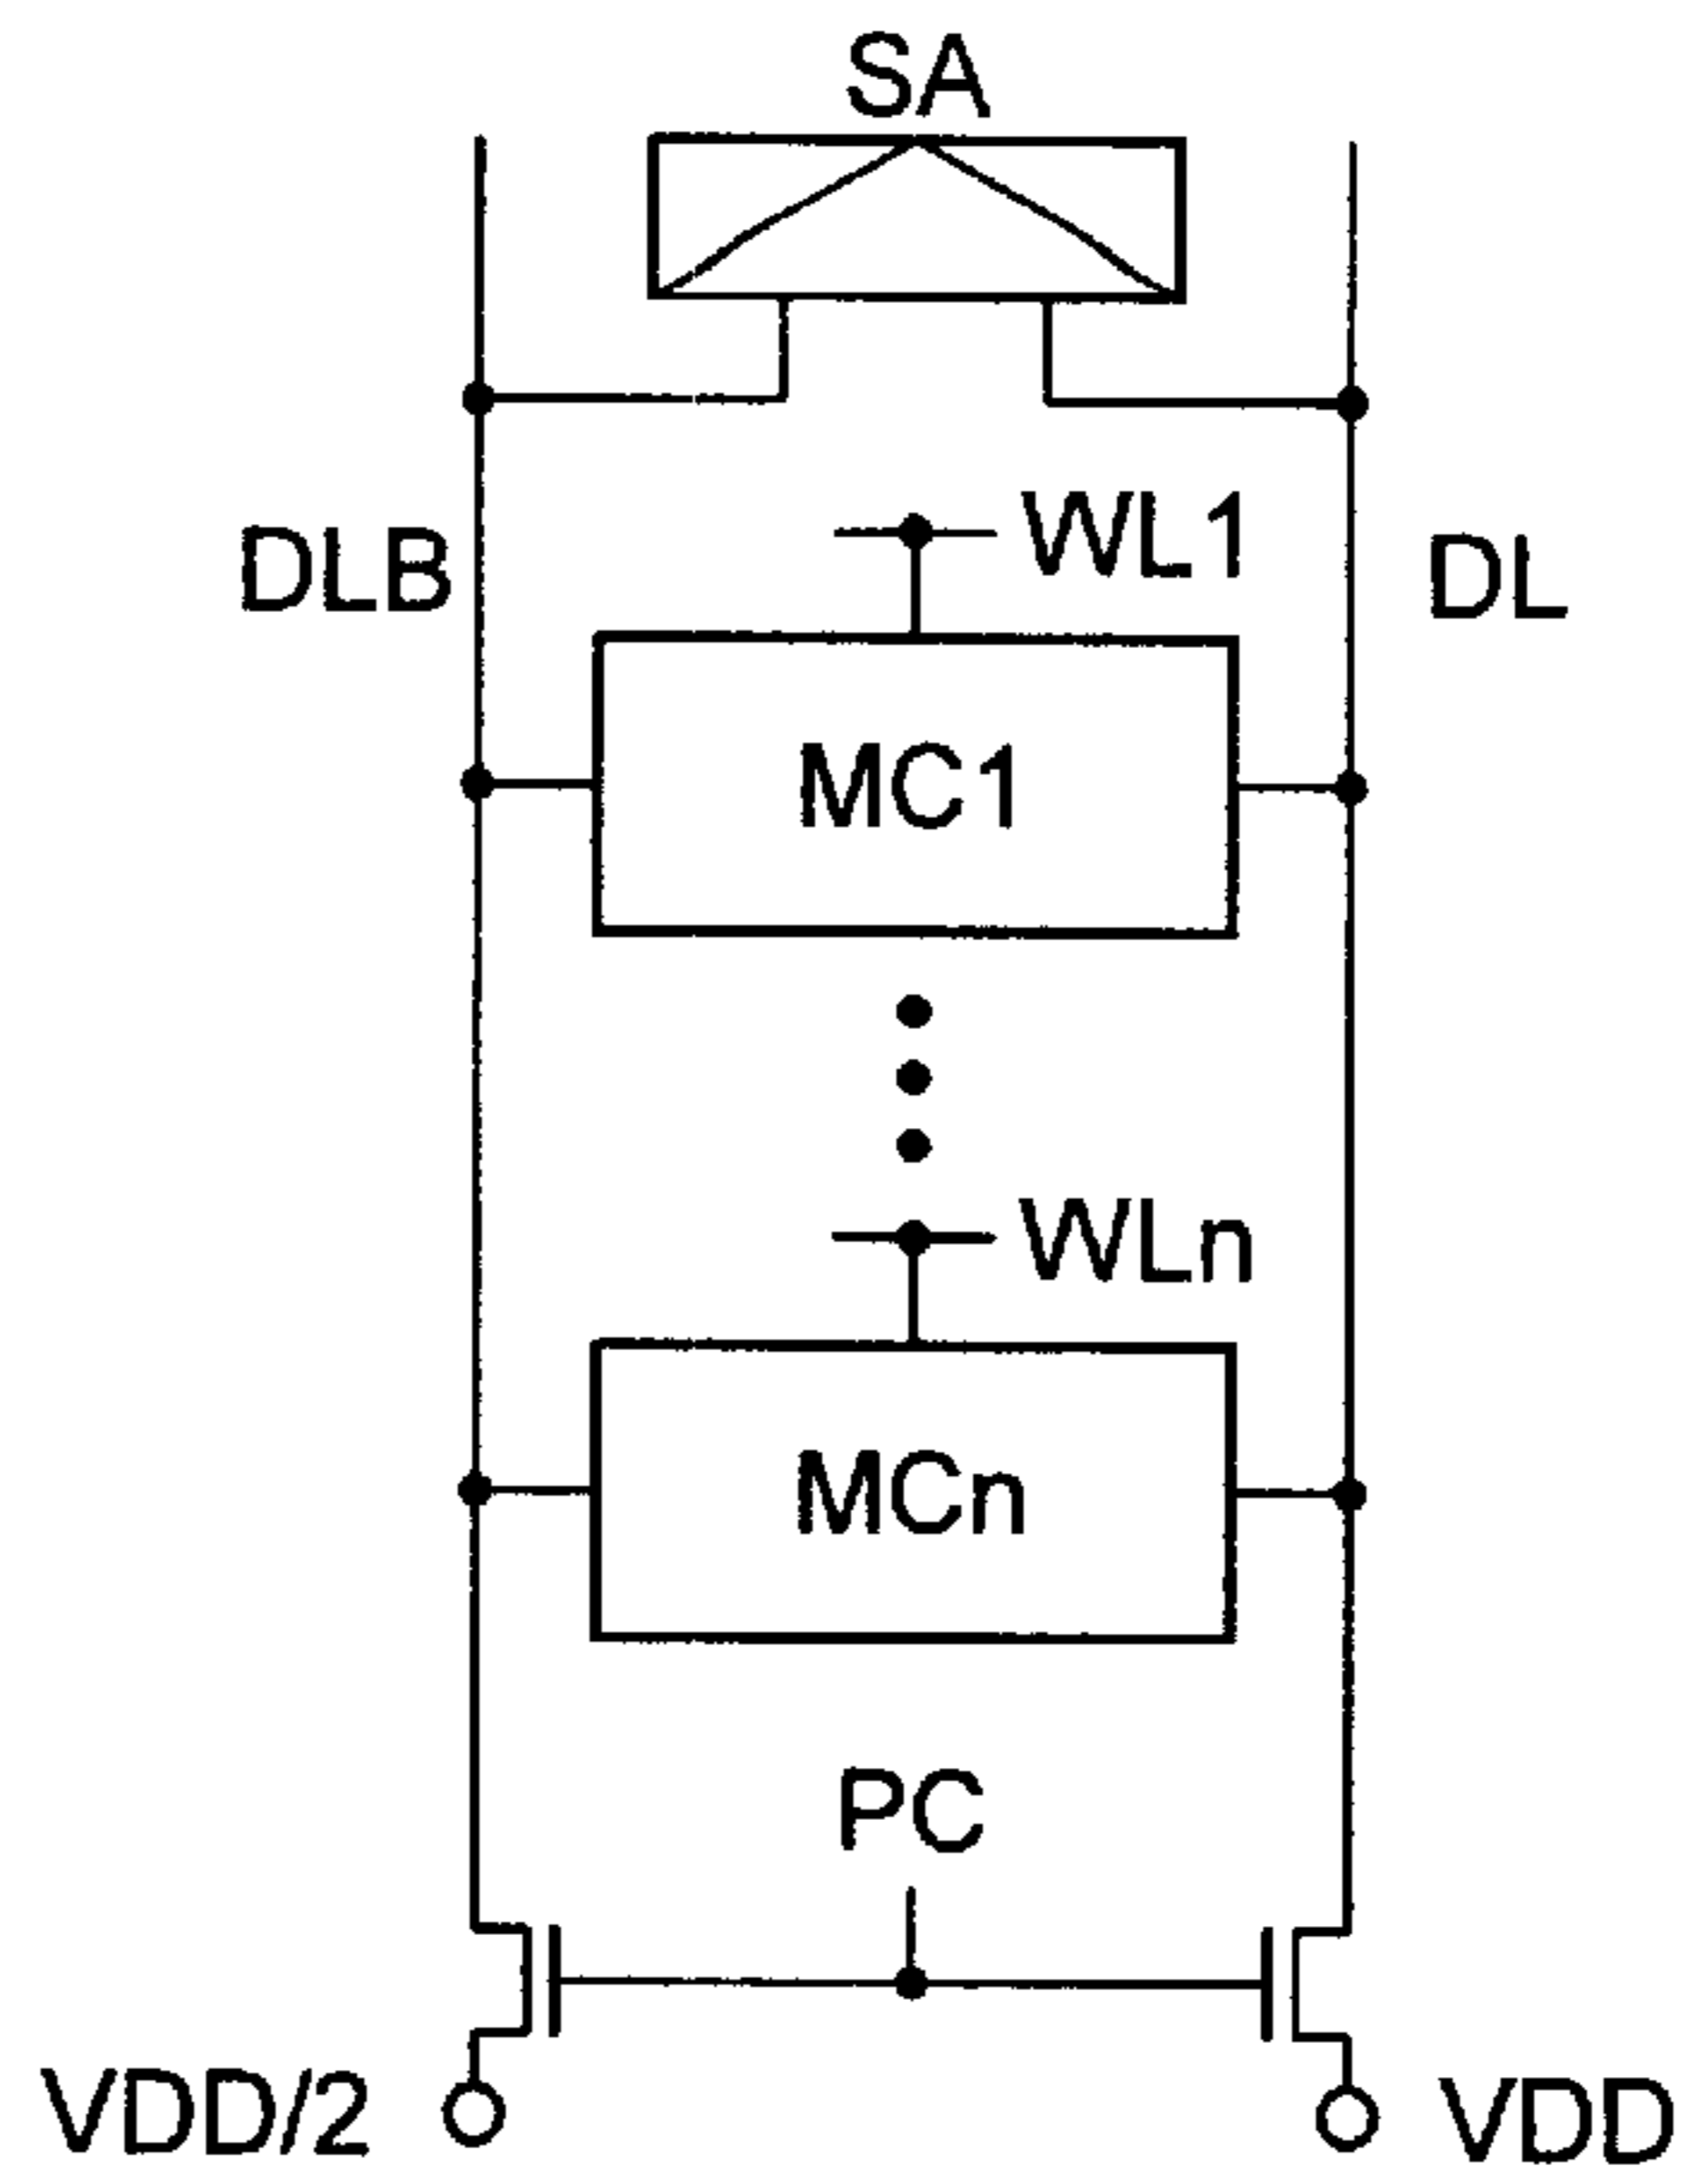 SA
WL1
DLB
DL
MC1
WLn
MCn
PC
VDD/2
VDD